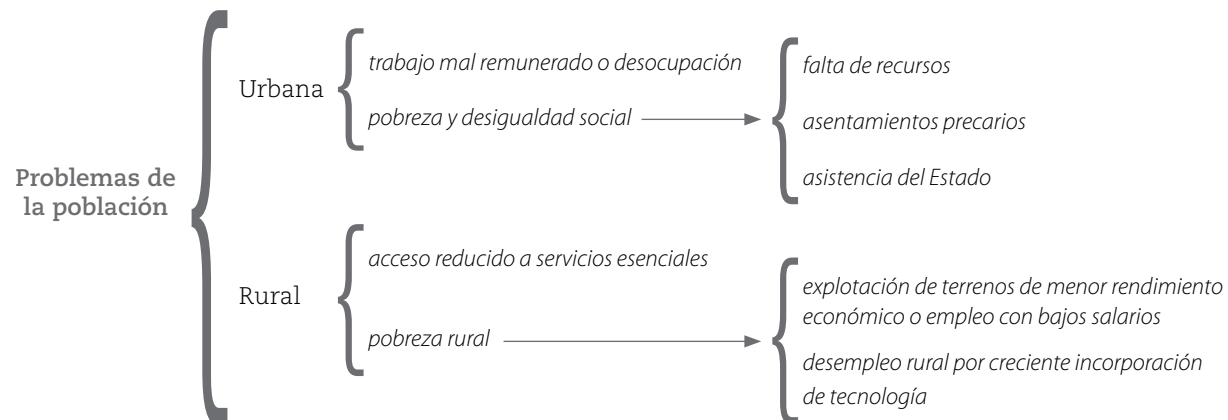 Problemas de
la población
Urbana
trabajo mal remunerado o desocupación
pobreza y desigualdad social
falta de recursos
asentamientos precarios
asistencia del Estado
Rural
acceso reducido a servicios esenciales
pobreza rural
explotación de terrenos de menor rendimiento
económico o empleo con bajos salarios
desempleo rural por creciente incorporación
de tecnología